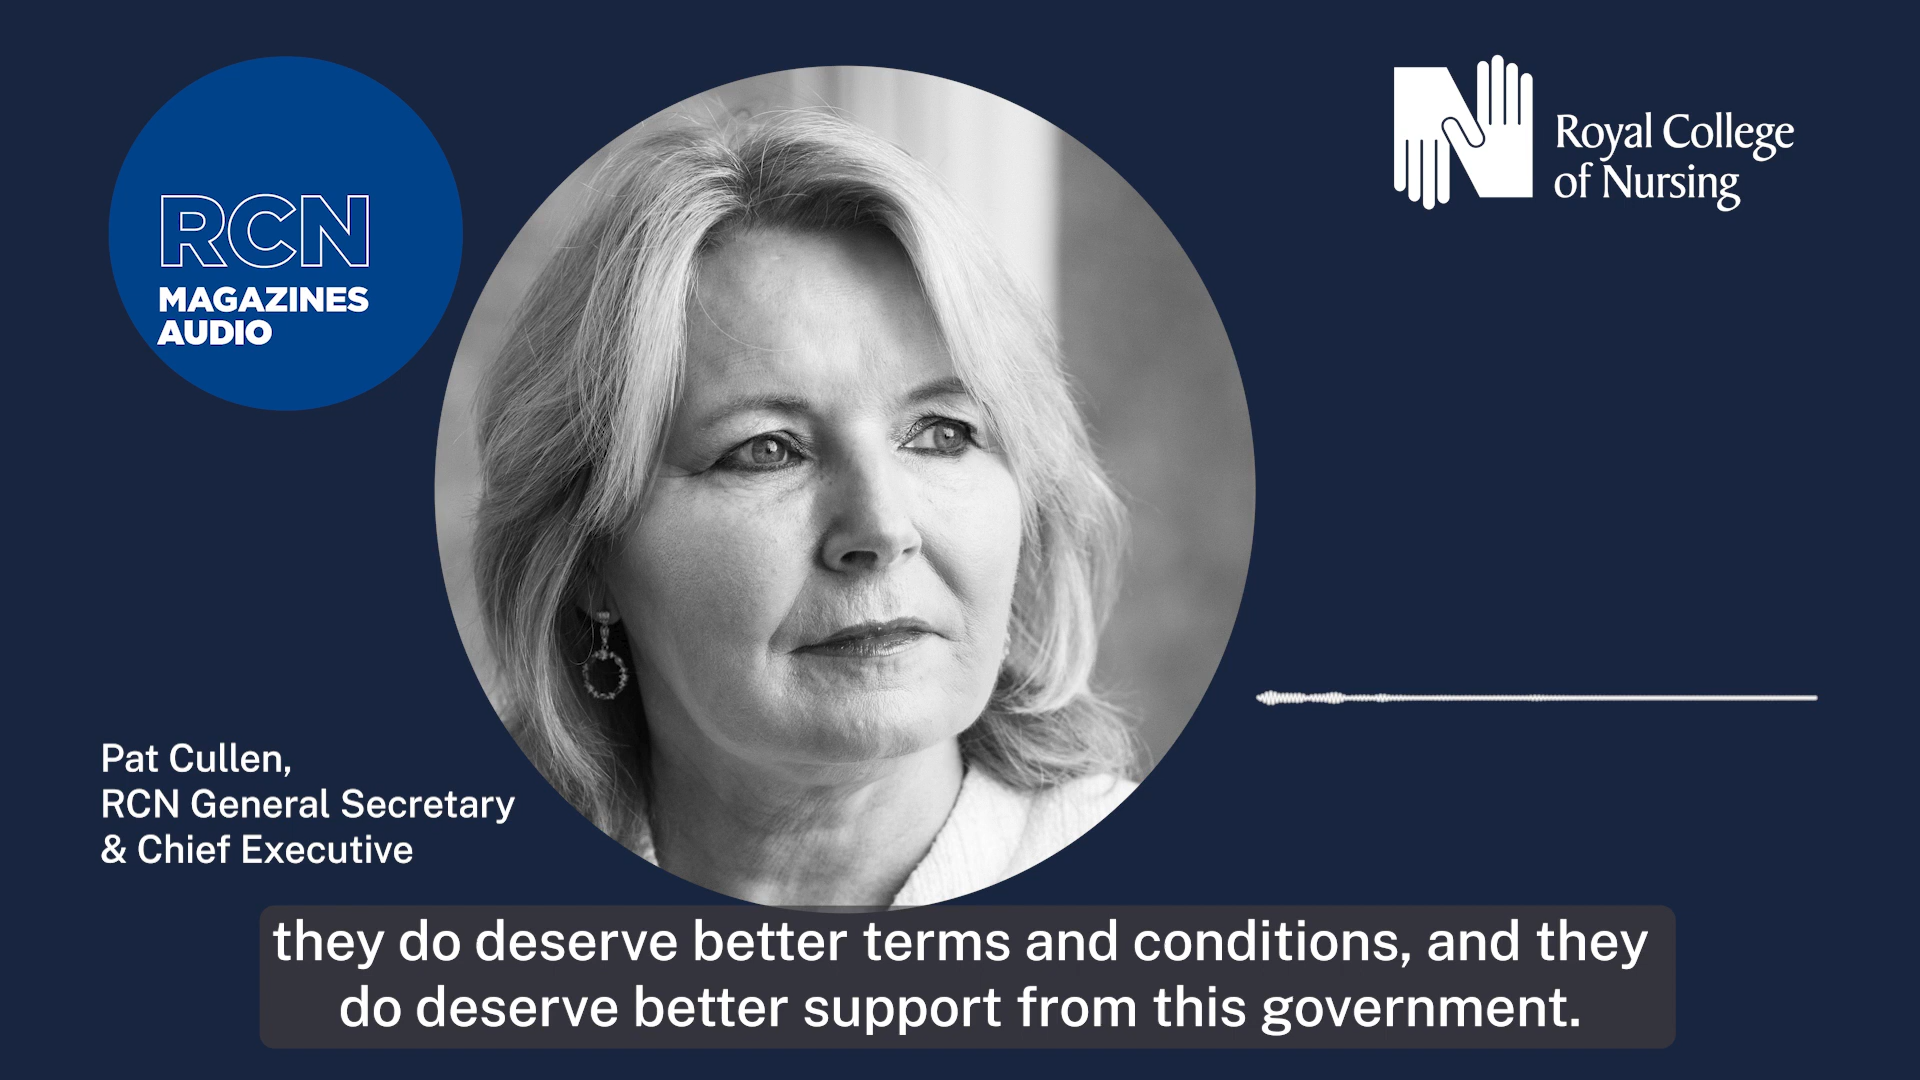 RCN
MAGAZINES
AUDIO
Royal College
of Nursing
Pat Cullen,
RCN General Secretary
& Chief Executive
they do deserve better terms and conditions, and they
do deserve better support from this government.